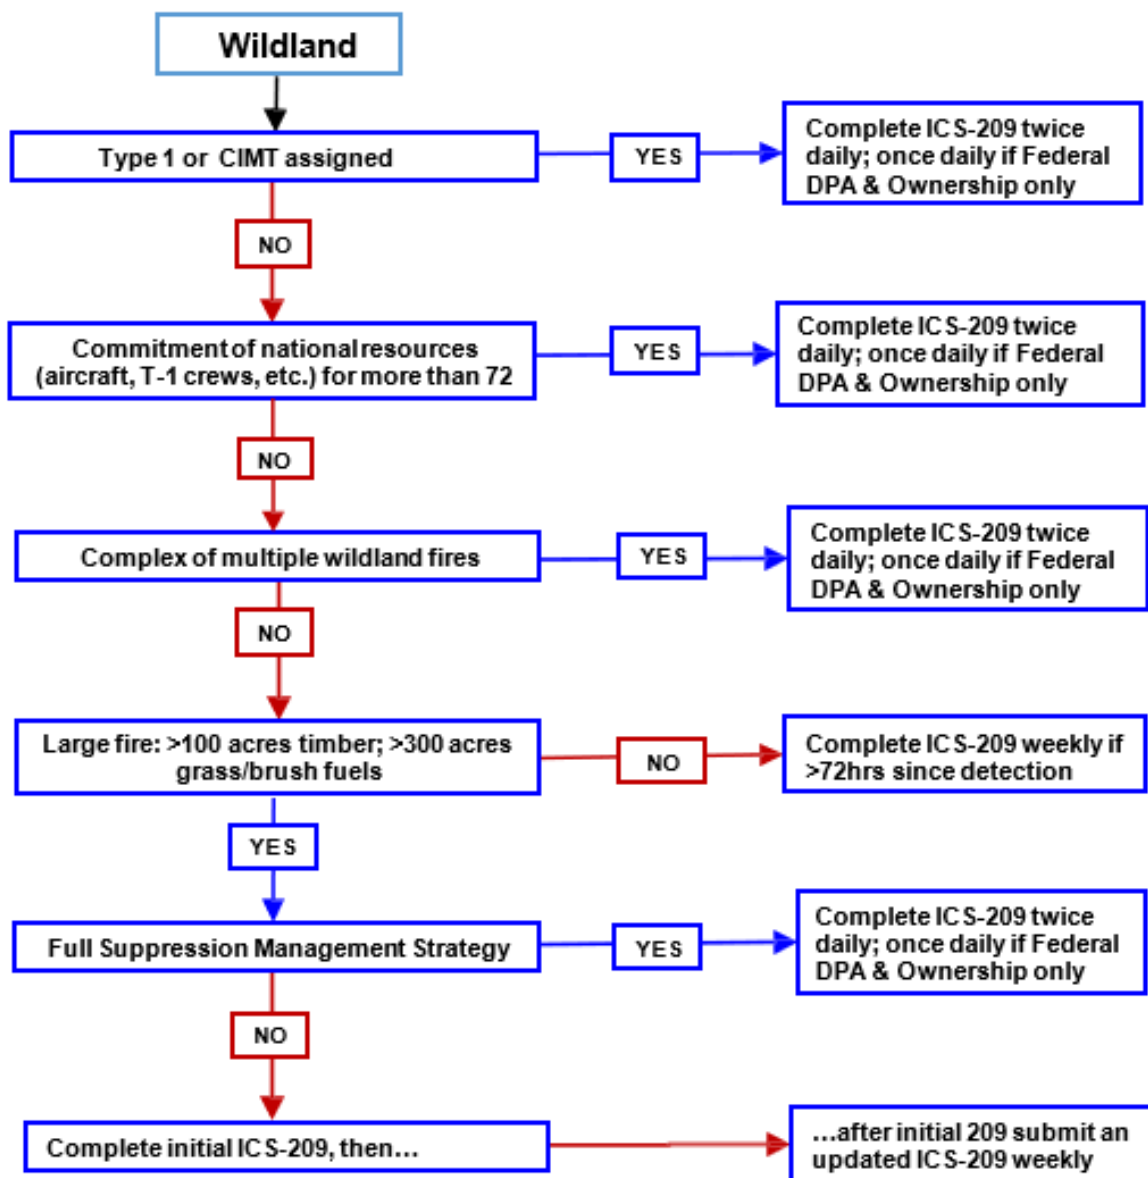 Wildland
Type 1 or CIMT assigned
YES
Complete ICS-209 twice
daily; once daily if Federal
DPA & Ownership only
NO
Commitment of national resources
(aircraft, T-1 crews, etc.) for more than 72
YES
Complete ICS-209 twice
daily; once daily if Federal
DPA & Ownership only
NO
Complex of multiple wildland fires
YES
Complete ICS-209 twice
daily; once daily if Federal
DPA & Ownership only
NO
Large fire: >100 acres timber; >300 acres
grass/brush fuels
NO
Complete ICS-209 weekly if
>72hrs since detection
YES
Full Suppression Management Strategy
YES
Complete ICS-209 twice
daily; once daily if Federal
DPA & Ownership only
NO
Complete initial ICS-209, then...
...after initial 209 submit an
updated ICS-209 weekly